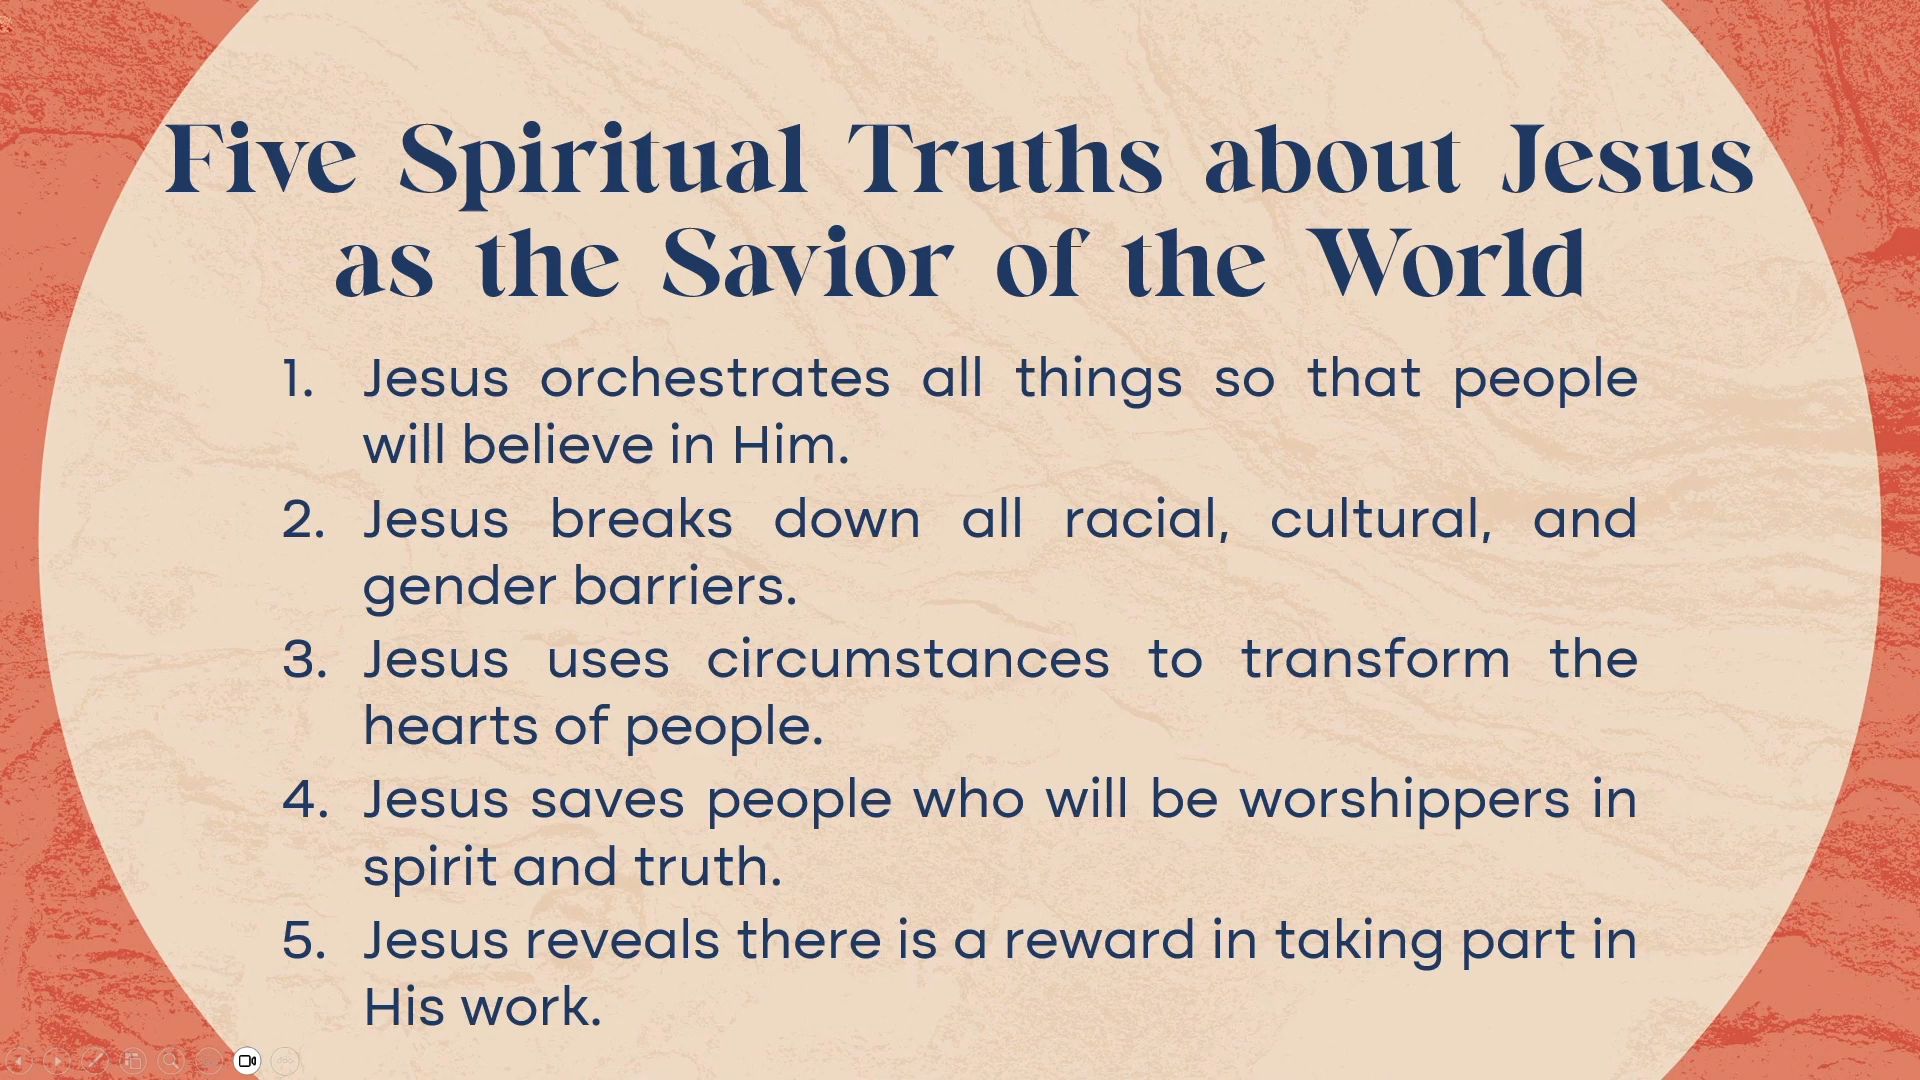 Five Spiritual Truths about Jesus
as the Savior of the World
1. Jesus orchestrates all things so that people
will believe in Him.
2. Jesus breaks down all racial, cultural, and
gender barriers.
3. Jesus uses circumstances to transform the
hearts of people.
4. Jesus saves people who will be worshippers in
spirit and truth.
5. Jesus reveals there is a reward in taking part in
His work.